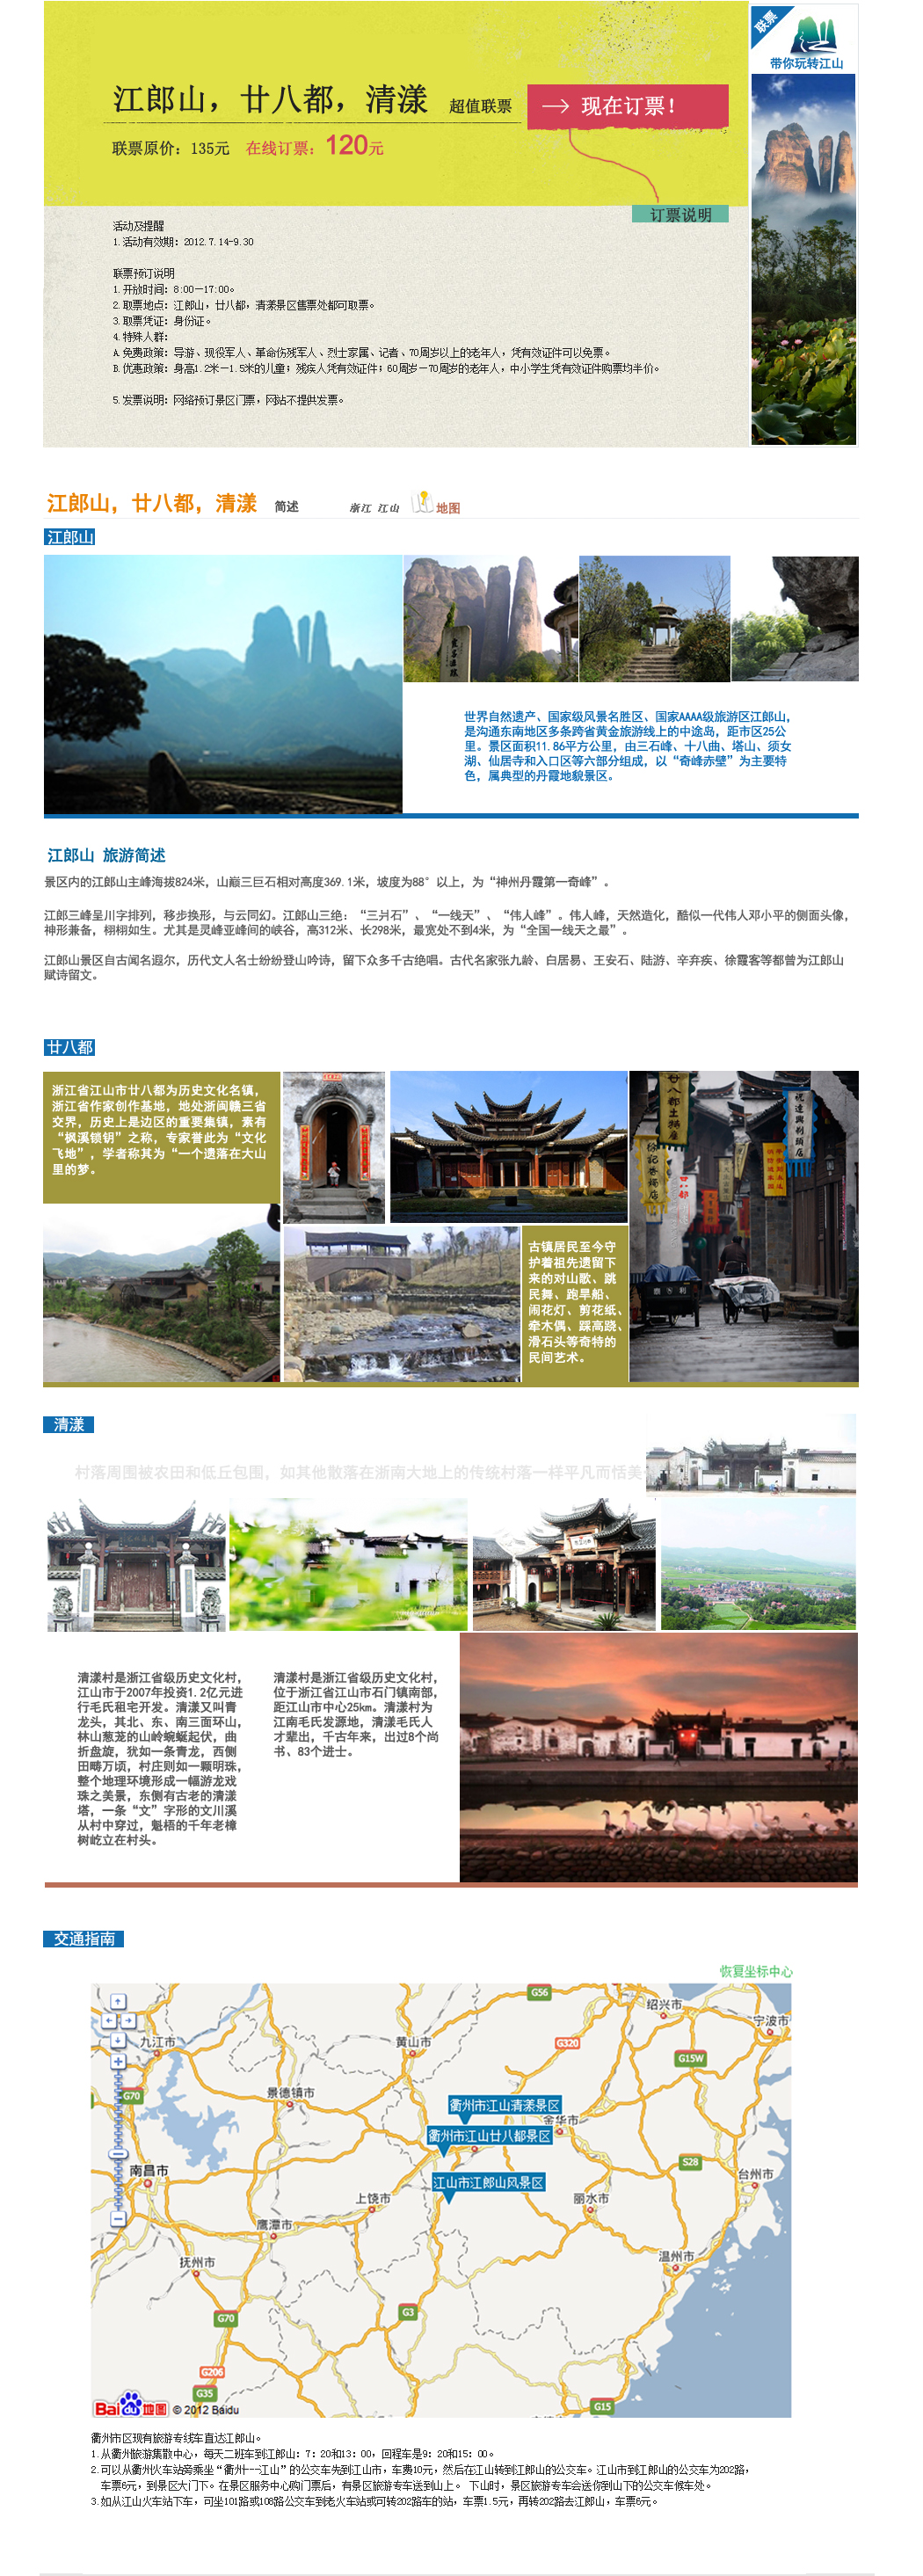 联票
带你玩转江山
江郎山，廿八都，清漾 超值联票
→ 现在订票！
联票原价：135元 在线订票：120元
订票说明
活动及提醒
1.活动有效期：2012.7.14-9.30
联票预订说明
1.开放时间：8:00—17:00。
2.取票地点：江郎山，廿八都，清漾景区售票处都可取票。
3.取票凭证：身份证。
4.特殊人群：
A.免费政策：导游、现役军人、革命伤残军人、烈士家属、记者、70周岁以上的老年人，凭有效证件可以免票。
B.优惠政策：身高1.2米—1.5米的儿童；残疾人凭有效证件；60周岁—70周岁的老年人，中小学生凭有效证件购票均半价。
5.发票说明：网络预订景区门票，网站不提供发票。
江郎山，廿八都，清漾 简述 浙江 江山 地图
江郎山
世界自然遗产、国家级风景名胜区、国家AAAA级旅游区江郎山，
是沟通东南地区多条跨省黄金旅游线上的中途岛，距市区25公
里。景区面积11.86平方公里，由三石峰、十八曲、塔山、须女
湖、仙居寺和入口区等六部分组成，以“奇峰赤壁”为主要特
色，属典型的丹霞地貌景区。
江郎山 旅游简述
景区内的江郎山主峰海拔824米，山巅三巨石相对高度369.1米，坡度为88°以上，为“神州丹霞第一奇峰”。
江郎三峰呈川字排列，移步换形，与云同幻。江郎山三绝：“三爿石”、“一线天”、“伟人峰”。伟人峰，天然造化，酷似一代伟人邓小平的侧面头像，
神形兼备，栩栩如生。尤其是灵峰亚峰间的峡谷，高312米、长298米，最宽处不到4米，为“全国一线天之最”。
江郎山景区自古闻名遐尔，历代文人名士纷纷登山吟诗，留下众多千古绝唱。古代名家张九龄、白居易、王安石、陆游、辛弃疾、徐霞客等都曾为江郎山
赋诗留文。
廿八都
浙江省江山市廿八都为历史文化名镇，
浙江省作家创作基地，地处浙闽赣三省
交界，历史上是边区的重要集镇，素有
“枫溪锁钥”之称，专家誉此为“文化
飞地”，学者称其为“一个遗落在大山
里的梦。
古镇居民至今守
护着祖先遗留下
来的对山歌、跳
民舞、跑旱船、
闹花灯、剪花纸、
牵木偶、踩高跷、
滑石头等奇特的
民间艺术。
清漾
村落周围被农田和低丘包围，如其他散落在浙南大地上的传统村落一样平凡而恬美
清漾村是浙江省级历史文化村，
江山市于2007年投资1.2亿元进
行毛氏祖宅开发。清漾又叫青
龙头，其北、东、南三面环山，
林山葱茏的山岭蜿蜒起伏，曲
折盘旋，犹如一条青龙，西侧
田畴万顷，村庄则如一颗明珠，
整个地理环境形成一幅游龙戏
珠之美景，东侧有古老的清漾
塔，一条“文”字形的文川溪
从村中穿过，魁梧的千年老樟
树屹立在村头。
清漾村是浙江省级历史文化村，
位于浙江省江山市石门镇南部，
距江山市中心25km。清漾村为
江南毛氏发源地，清漾毛氏人
才辈出，千古年来，出过8个尚
书、83个进士。
交通指南
恢复坐标中心
G56
绍兴市
宁波市
九江市
黄山市
G320
G15W
G70
景德镇市
衢州市江山清漾景区
金华市
衢州市江山廿八都景区
S28
南昌市
江山市江郎山风景区
台州市
上饶市
丽水市
鹰潭市
抚州市
温州市
G70
G3
G206
G35
G15
Bai du 地图 © 2012 Baidu
衢州市区现有旅游专线车直达江郎山。
1.从衢州旅游集散中心，每天二班车到江郎山：7：20和13：00，回程车是9：20和15：00。
2.可以从衢州火车站旁乘坐“衢州---江山”的公交车先到江山市，车费10元，然后在江山转到江郎山的公交车。江山市到江郎山的公交车为202路，
车票6元，到景区大门下。在景区服务中心购门票后，有景区旅游专车送到山上。 下山时，景区旅游专车会送你到山下的公交车候车处。
3.如从江山火车站下车，可坐101路或108路公交车到老火车站或可转202路车的站，车票1.5元，再转202路去江郎山，车票6元。